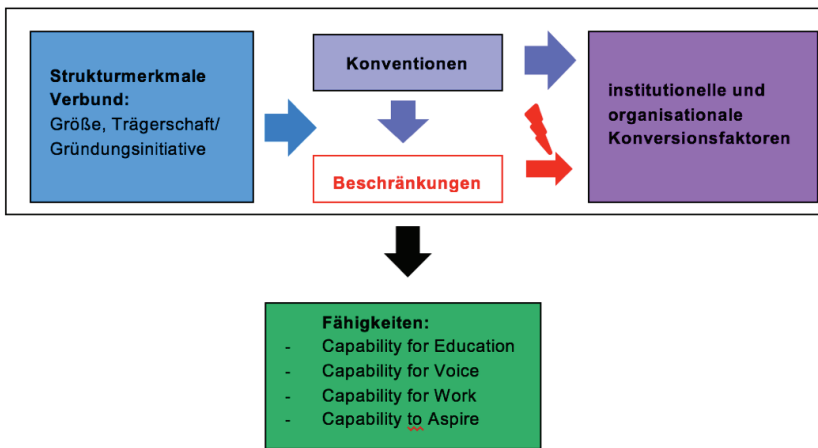 Strukturmerkmale
Verbund:
Größe, Trägerschaft/
Gründungsinitiative
Konventionen
Beschränkungen
institutionelle und
organisationale
Konversionsfaktoren
Fähigkeiten:
- Capability for Education
- Capability for Voice
- Capability for Work
- Capability to Aspire